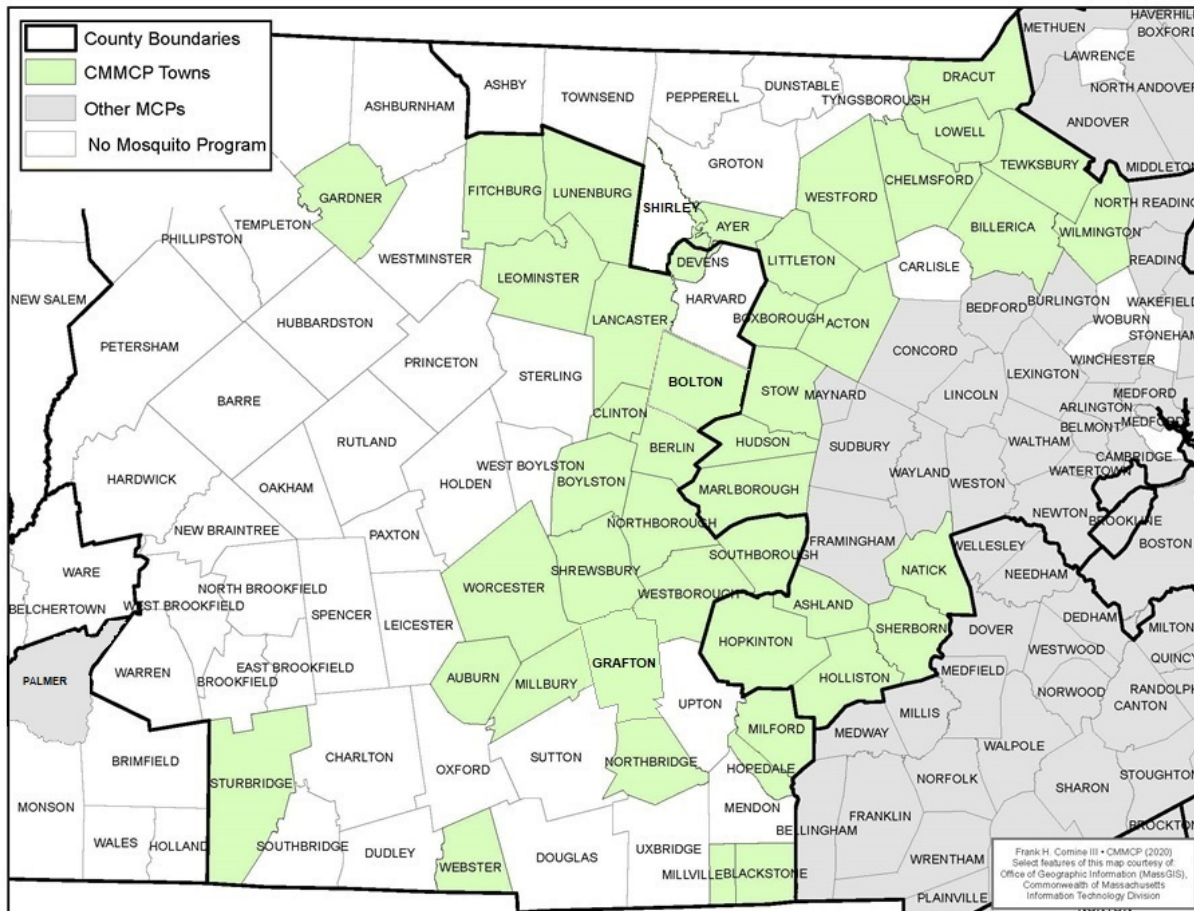 County Boundaries
CMMCP Towns
Other MCPs
No Mosquito Program
METHUEN
HAVERHILL
BOXFORD
LAWRENCE
NORTH ANDOVER
ANDOVER
MIDDLETON
ASHBURNHAM
ASHBY
TOWNSEND
PEPPERELL
DUNSTABLE
TYNGSBOROUGH
DRACUT
LOWELL
TEWKSBURY
GROTON
WESTFORD
CHELMSFORD
BILLERICA
WILMINGTON
NORTH READING
READING
GARDNER
FITCHBURG
LUNENBURG
SHIRLEY
AYER
DEVENS
LITTLETON
CARLISLE
BEDFORD
BURLINGTON
WAKEFIELD
WOBURN
STONEHAM
WINCHESTER
TEMPLETON
PHILLIPSTON
WESTMINSTER
LEOMINSTER
LANCASTER
HARVARD
BOXBOROUGH
ACTON
CONCORD
LEXINGTON
MEDFORD
ARLINGTON
MEDFORD
BELMONT
CAMBRIDGE
NEW SALEM
PETERSHAM
HUBBARDSTON
PRINCETON
STERLING
BOLTON
STOW
MAYNARD
LINCOLN
WALTHAM
WATERTOWN
BARRE
CLINTON
BERLIN
HUDSON
SUDBURY
WAYLAND
WESTON
NEWTON
BROOKLINE
BOSTON
HARDWICK
RUTLAND
OAKHAM
HOLDEN
WEST BOYLSTON
BOYLSTON
MARLBOROUGH
NORTHBOROUGH
NEW BRAINTREE
PAXTON
SOUTHBOROUGH
FRAMINGHAM
WELLESLEY
NEEDHAM
NATICK
WARE
BELCHERTOWN
WEST BROOKFIELD
NORTH BROOKFIELD
SPENCER
LEICESTER
WORCESTER
SHREWSBURY
WESTBOROUGH
ASHLAND
SHERBORN
DOVER
DEDHAM
MILTON
WESTWOOD
QUINCY
HOPKINTON
HOLLISTON
MEDFIELD
NORWOOD
RANDOLPH
CANTON
PALMER
WARREN
BROOKFIELD
EAST BROOKFIELD
AUBURN
MILLBURY
GRAFTON
UPTON
MILFORD
MEDWAY
MILLIS
WALPOLE
BRIMFIELD
STURBRIDGE
CHARLTON
OXFORD
SUTTON
NORTHBRIDGE
HOPEDALE
MENDON
NORFOLK
SHARON
STOUGHTON
MONSON
WALES
HOLLAND
SOUTHBRIDGE
DUDLEY
WEBSTER
DOUGLAS
UXBRIDGE
MILLVILLE
BLACKSTONE
BELLINGHAM
FRANKLIN
BROCKTON
WRENTHAM
PLAINVILLE
Frank H. Cornine III • CMMCP (2020)
Select features of this map courtesy of:
Office of Geographic Information (MassGIS),
Commonwealth of Massachusetts
Information Technology Division